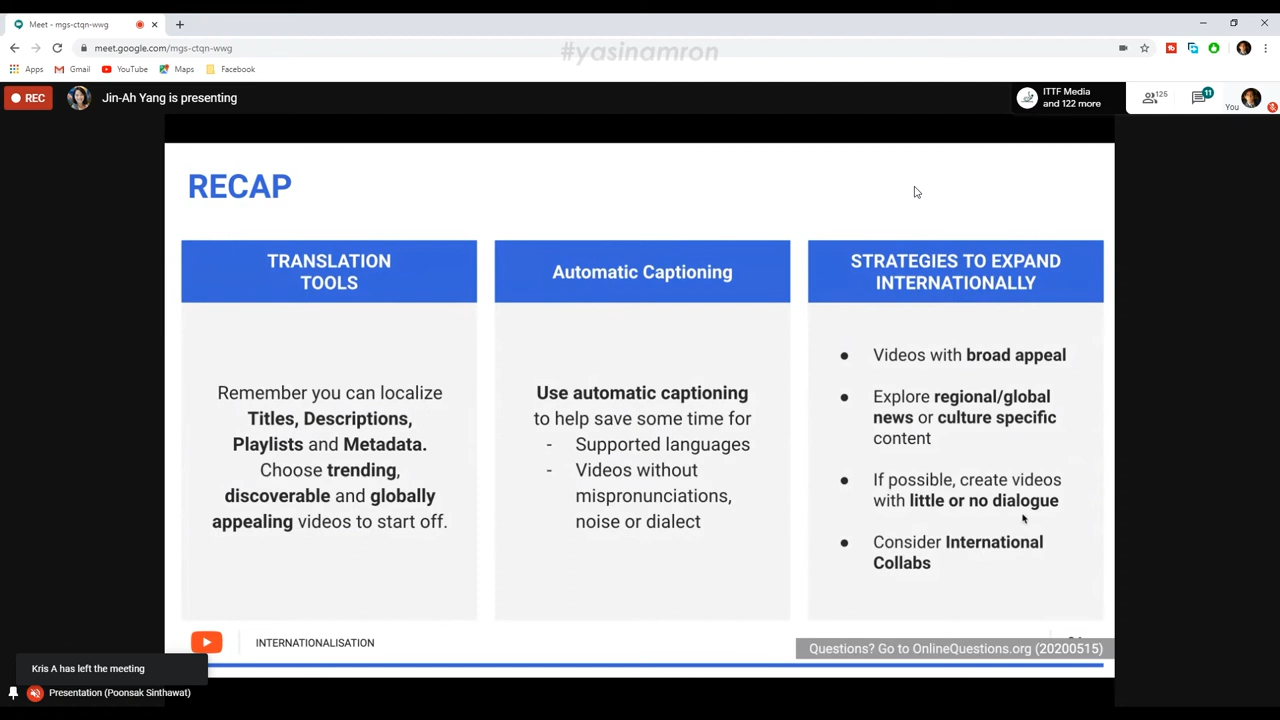 Meet - mgs-ctqn-wwg
meet.google.com/mgs-ctqn-wwg
#yasinamron
Apps
Gmail
YouTube
Maps
Facebook
REC
Jin-Ah Yang is presenting
ITTF Media
and 122 more
125
11
You
RECAP
TRANSLATION
TOOLS
Remember you can localize
Titles, Descriptions,
Playlists and Metadata.
Choose trending,
discoverable and globally
appealing videos to start off.
Automatic Captioning
Use automatic captioning
to help save some time for
- Supported languages
- Videos without
mispronunciations,
noise or dialect
STRATEGIES TO EXPAND
INTERNATIONALLY
● Videos with broad appeal
● Explore regional/global
news or culture specific
content
● If possible, create videos
with little or no dialogue
● Consider International
Collabs
INTERNATIONALISATION
Questions? Go to OnlineQuestions.org (20200515)
Kris A has left the meeting
Presentation (Poonsak Sinthawat)